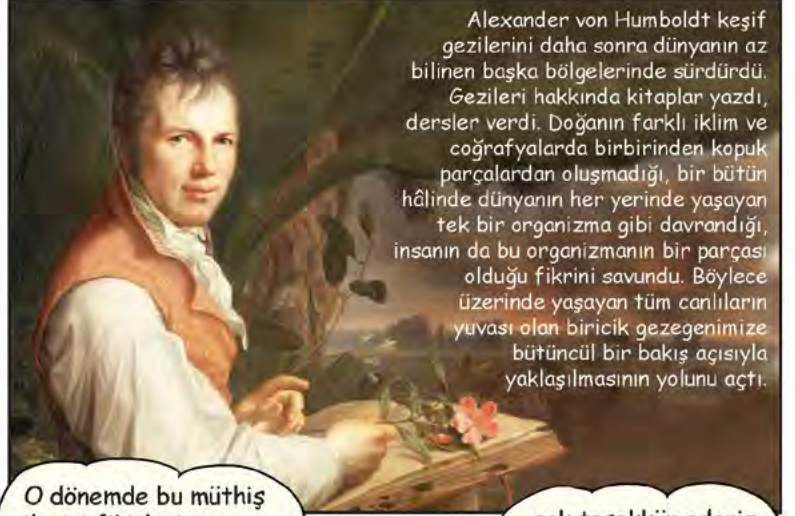 Alexander von Humboldt keşif
gezilerini daha sonra dünyanın az
bilinen başka bölgelerinde sürdürdü.
Gezileri hakkında kitaplar yazdı,
dersler verdi. Doğanın farklı iklim ve
coğrafyalarda birbirinden kopuk
parçalardan oluşmadığı, bir bütün
hâlinde dünyanın her yerinde yaşayan
tek bir organizma gibi davrandığı,
insanın da bu organizmanın bir parçası
olduğu fikrini savundu. Böylece
üzerinde yaşayan tüm canlıların
yuvası olan biricik gezegenimize
bütüncül bir bakış açısıyla
yaklaşılmasının yolunu açtı.
O dönemde bu müthiş